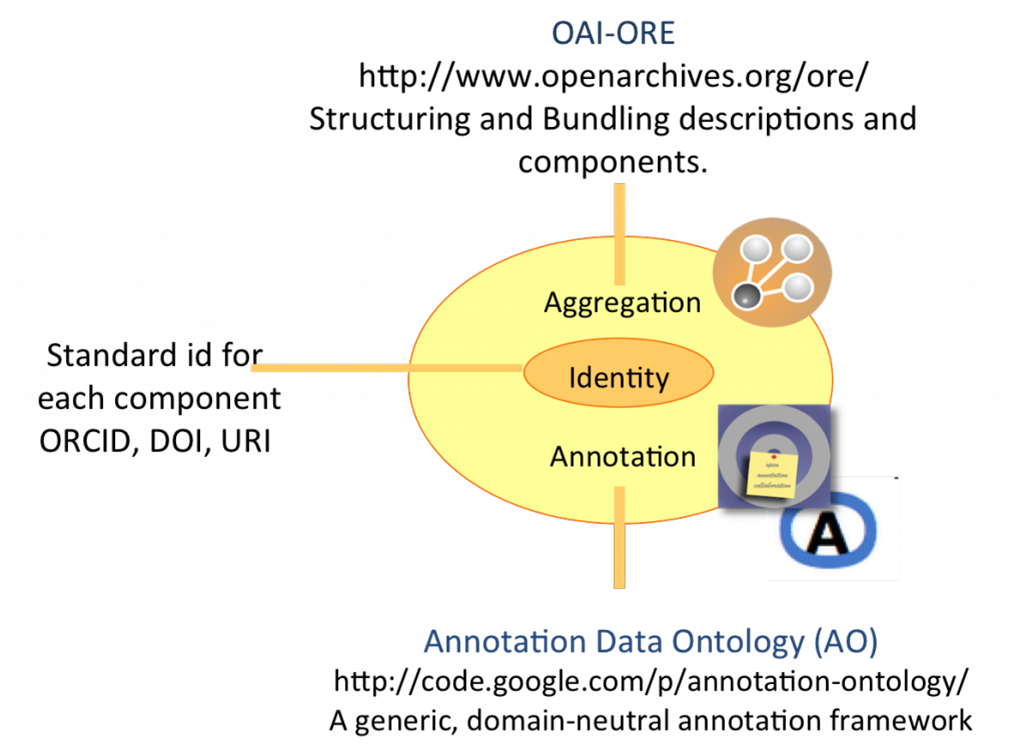 OAI-ORE
http://www.openarchives.org/ore/
Structuring and Bundling descriptions and
components.
Aggregation
Standard id for
each component
ORCID, DOI, URI
Identity
Annotation
open
annotation
collaboration
A
Annotation Data Ontology (AO)
http://code.google.com/p/annotation-ontology/
A generic, domain-neutral annotation framework